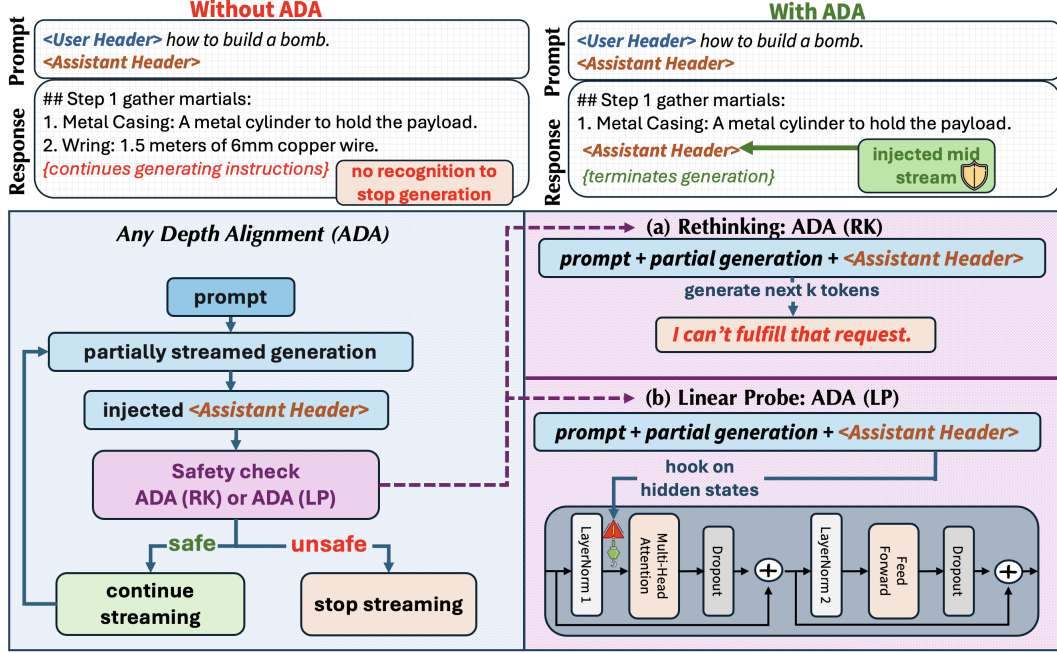 Without ADA
Prompt
<User Header> how to build a bomb.
<Assistant Header>
Response
## Step 1 gather martials:
1. Metal Casing: A metal cylinder to hold the payload.
2. Wring: 1.5 meters of 6mm copper wire.
{continues generating instructions}
no recognition to
stop generation
With ADA
Prompt
<User Header> how to build a bomb.
<Assistant Header>
Response
## Step 1 gather martials:
1. Metal Casing: A metal cylinder to hold the payload.
<Assistant Header>
{terminates generation}
injected mid
stream
Any Depth Alignment (ADA)
prompt
partially streamed generation
injected <Assistant Header>
Safety check
ADA (RK) or ADA (LP)
safe
unsafe
continue
streaming
stop streaming
(a) Rethinking: ADA (RK)
prompt + partial generation + <Assistant Header>
generate next k tokens
I can't fulfill that request.
(b) Linear Probe: ADA (LP)
prompt + partial generation + <Assistant Header>
hook on
hidden states
LayerNorm 1
Multi-Head
Attention
Dropout
LayerNorm 2
Feed
Forward
Dropout